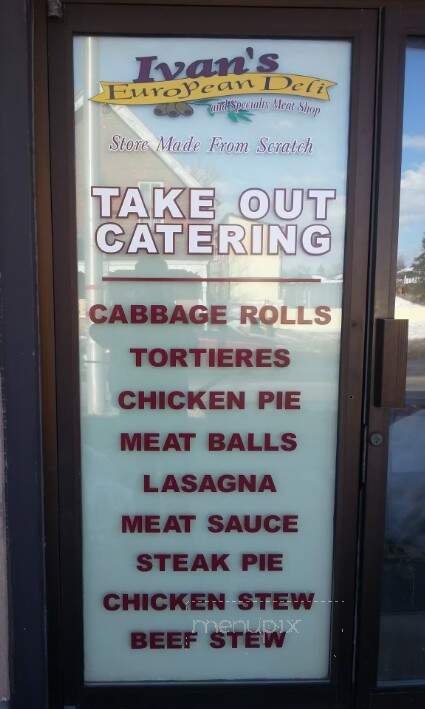 Ivan's
European Deli
and Specialty Meat Shop
Store Made From Scratch
TAKE OUT
CATERING
CABBAGE ROLLS
TORTIERES
CHICKEN PIE
MEAT BALLS
LASAGNA
MEAT SAUCE
STEAK PIE
CHICKEN STEW
menupix
BEEF STEW